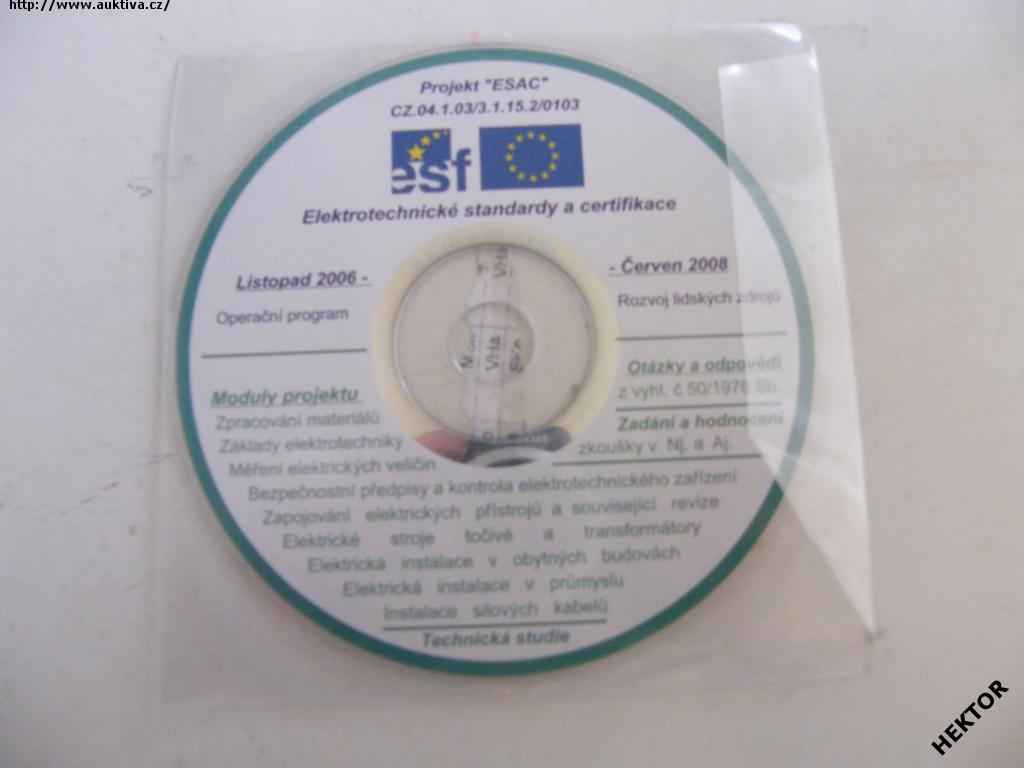 http://www.auktiva.cz/
Projekt "ESAC"
CZ.04.1.03/3.1.15.2/0103
esf
Elektrotechnické standardy a certifikace
Listopad 2006 -
- Červen 2008
Operační program
Rozvoj lidských zdrojů
Moduly projektu
Zpracování materiálů
Základy elektrotechniky
Měření elektrických veličin
Otázky a odpovědi
z vyhl. č 50/1978 Sb.
Zadání a hodnocení
zkoušky v Nj. a Aj.
Bezpečnostní předpisy a kontrola elektrotechnického zařízení
Zapojování elektrických přístrojů a související revize
Elektrické stroje točivé a transformátory
Elektrická instalace v obytných budovách
Elektrická instalace v průmyslu
Instalace silových kabelů
Technická studie
VHa
VHa
HEKTOR